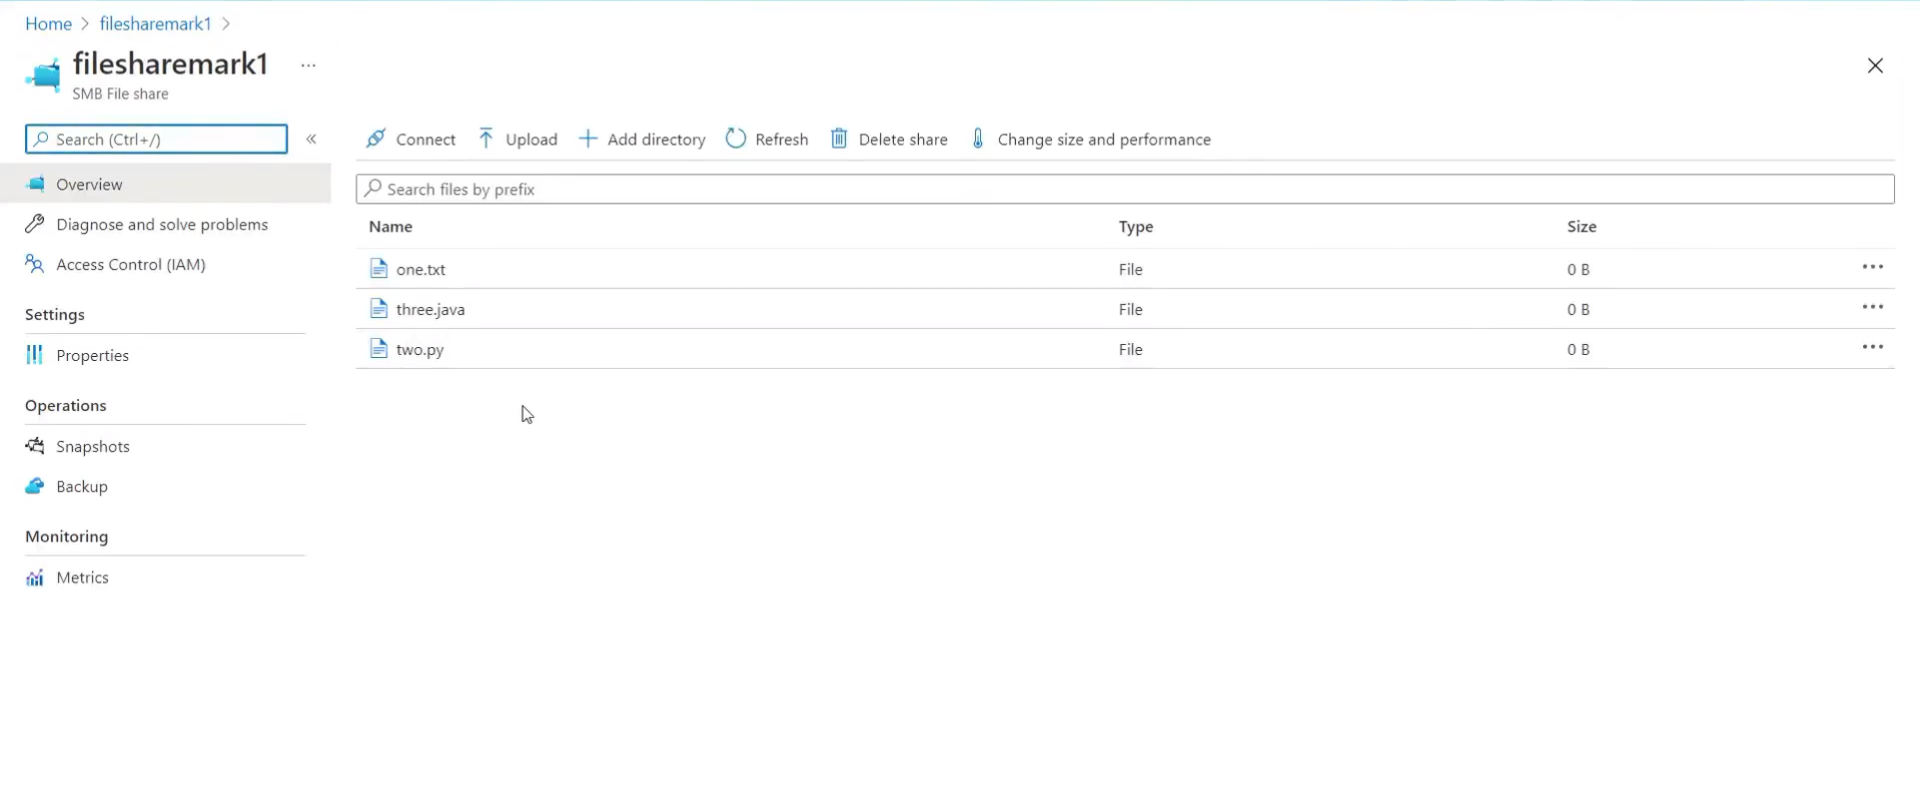 Home > filesharemark1 >
filesharemark1 ...
SMB File share
Search (Ctrl+/) «
Connect Upload Add directory Refresh Delete share Change size and performance
Search files by prefix
Overview
Diagnose and solve problems
Access Control (IAM)
Settings
Properties
Operations
Snapshots
Backup
Monitoring
Metrics
Name Type Size
one.txt File 0 B ...
three.java File 0 B ...
two.py File 0 B ...